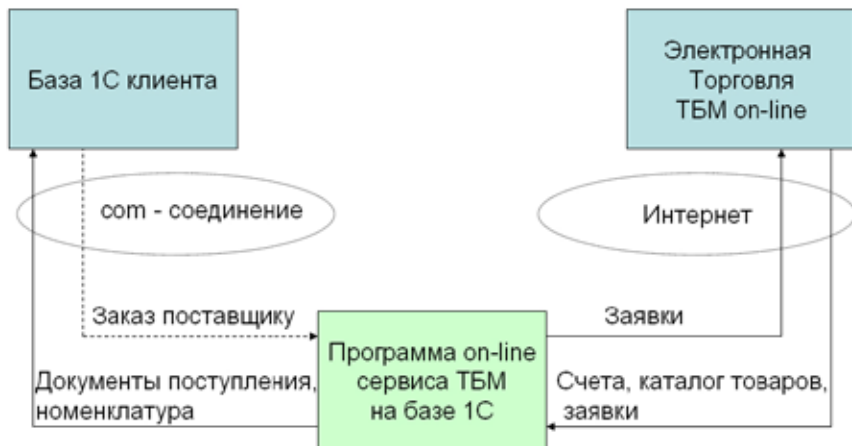 База 1С клиента
Электронная
Торговля
ТБМ on-line
com - соединение
Интернет
Заказ поставщику
Заявки
Программа on-line
сервиса ТБМ
на базе 1С
Документы поступления,
номенклатура
Счета, каталог товаров,
заявки